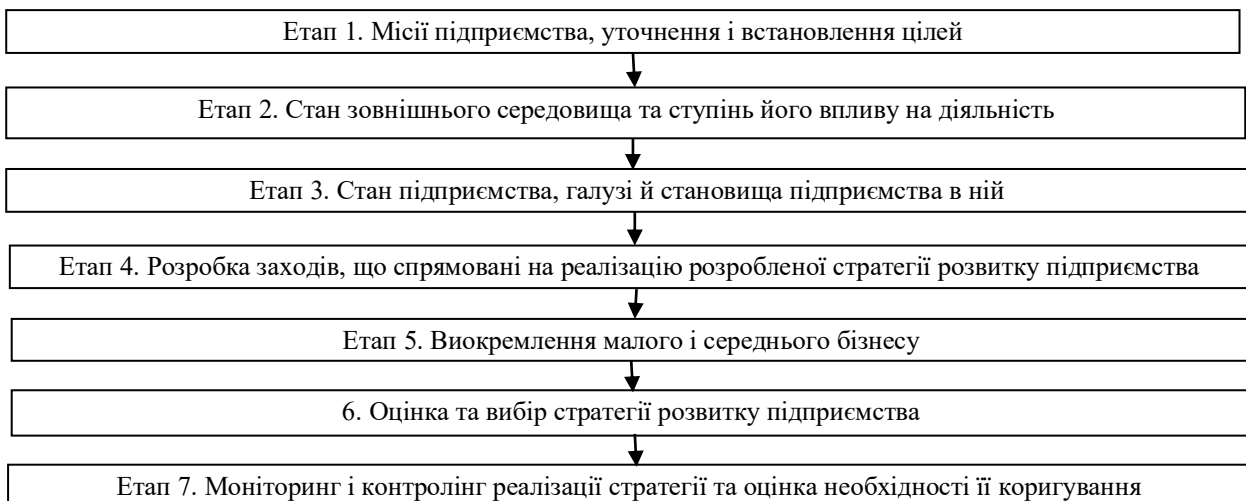 Етап 1. Місії підприємства, уточнення і встановлення цілей
Етап 2. Стан зовнішнього середовища та ступінь його впливу на діяльність
Етап 3. Стан підприємства, галузі й становища підприємства в ній
Етап 4. Розробка заходів, що спрямовані на реалізацію розробленої стратегії розвитку підприємства
Етап 5. Виокремлення малого і середнього бізнесу
6. Оцінка та вибір стратегії розвитку підприємства
Етап 7. Моніторинг і контролінг реалізації стратегії та оцінка необхідності її коригування